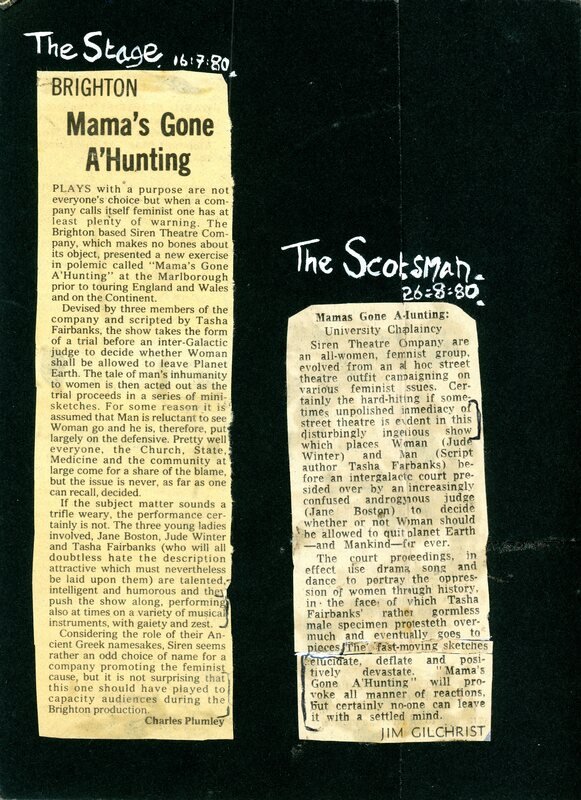 The Stage. 16:7:80.
BRIGHTON
Mama's Gone
A'Hunting
PLAYS with a purpose are not
everyone's choice but when a com-
pany calls itself feminist one has at
least plenty of warning. The
Brighton based Siren Theatre Com-
pany, which makes no bones about
its object, presented a new exercise
in polemic called "Mama's Gone
A'Hunting" at the Marlborough
prior to touring England and Wales
and on the Continent.
Devised by three members of the
company and scripted by Tasha
Fairbanks, the show takes the form
of a trial before an inter-Galactic
judge to decide whether Woman
shall be allowed to leave Planet
Earth. The tale of man's inhumanity
to women is then acted out as the
trial proceeds in a series of mini-
sketches. For some reason it is
assumed that Man is reluctant to see
Woman go and he is, therefore, put
largely on the defensive. Pretty well
everyone, the Church, State,
Medicine and the community at
large come for a share of the blame,
but the issue is never, as far as one
can recall, decided.
If the subject matter sounds a
trifle weary, the performance cer-
tainly is not. The three young ladies
involved, Jane Boston, Jude Winter
and Tasha Fairbanks (who will all
doubtless hate the description
attractive which must nevertheless
be laid upon them) are talented,
intelligent and humorous and they
push the show along, performing
also at times on a variety of musical
instruments, with gaiety and zest.
Considering the role of their An-
cient Greek namesakes, Siren seems
rather an odd choice of name for a
company promoting the feminist
cause, but it is not surprising that
this one should have played to
capacity audiences during the
Brighton production.
Charles Plumley
The Scotsman.
26=8=80.
Mamas Gone A-Iunting:
University Chplaincy
Siren Theatre Ompany are
an all-women, femnist group,
evolved from an ad hoc street
theatre outfit canpaigning on
various feminist ssues. Cer-
tainly the hard-hiting if some-
times unpolished inmediacy of
street theatre is evdent in this
disturbingly ingeious show
which places Wman (Jude
Winter) and Man (Script
author Tasha Farbanks) be-
fore an intergalactic court pre-
sided over by an increasingly
confused androgynous judge
(Jane Boston) to decide
whether or not Woman should
be allowed to quit planet Earth
—and Mankind—for ever.
The court proceedings, in
effect use drama, song and
dance to portray the oppres-
sion of women through history,
in the face of which Tasha
Fairbanks' rather gormless
male specimen protesteth over-
much and eventually goes to
pieces. The fast-moving sketches
elucidate, deflate and posi-
tively devastate. "Mama's
Gone A'Hunting" will pro-
voke all manner of reactions,
but certainly no-one can leave
it with a settled mind.
JIM GILCHRIST